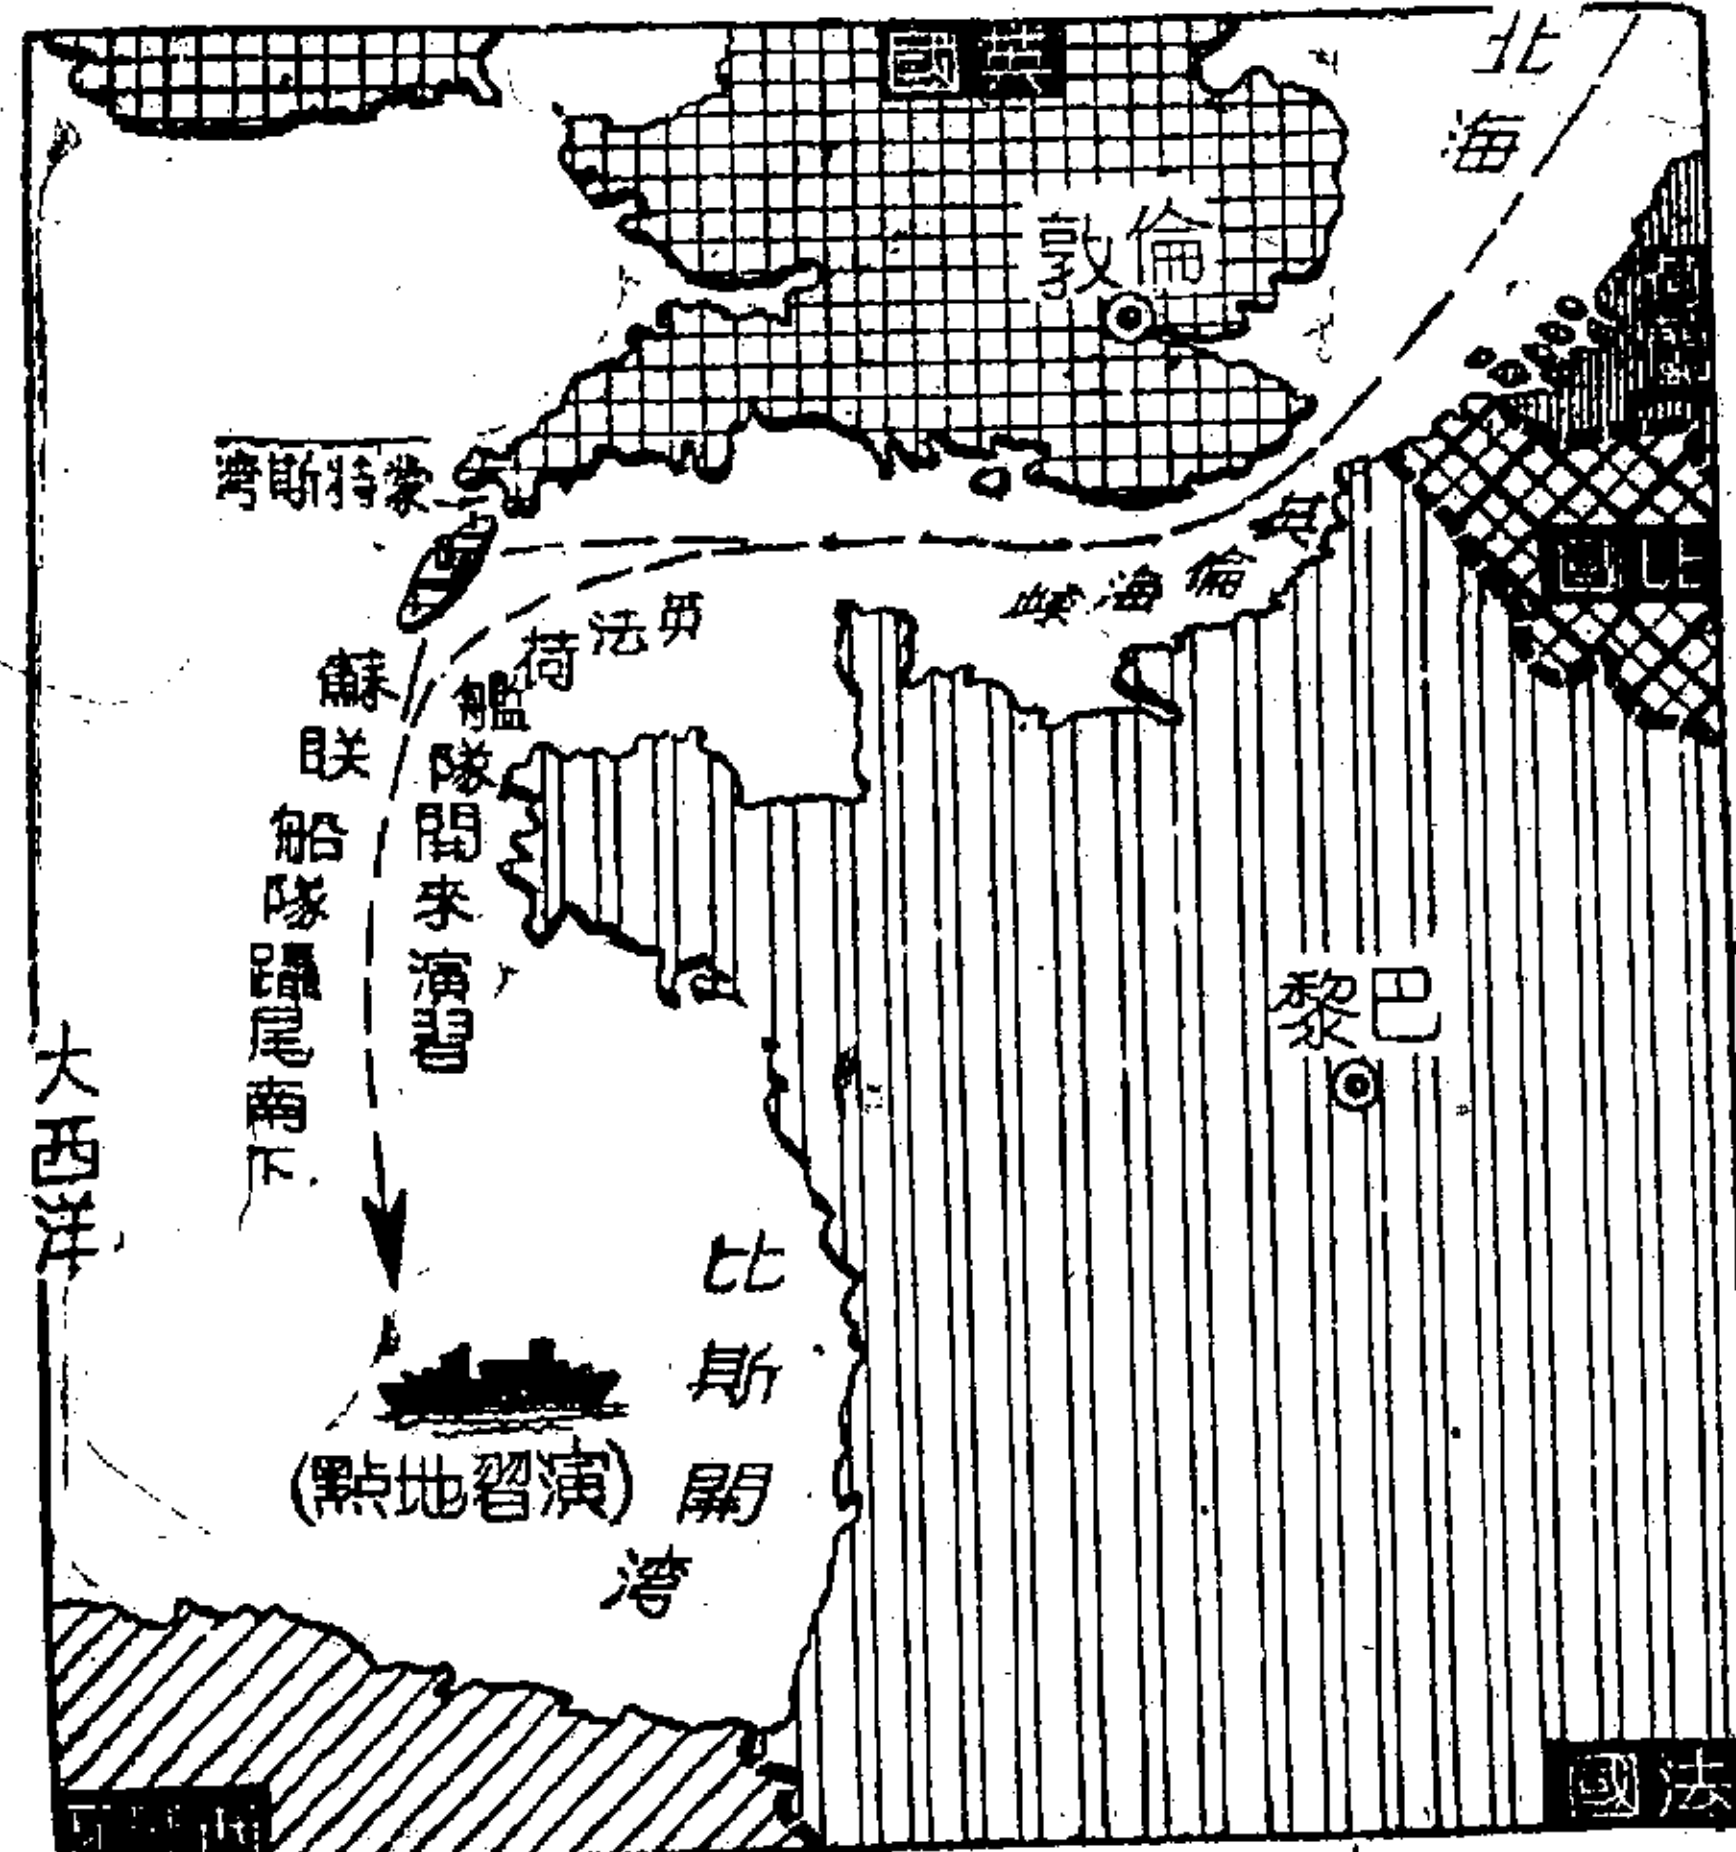 英國
北海
倫敦
蒙特斯灣
英倫海峽
比國
英法荷艦隊開來演習
蘇联船隊躡尾南下
巴黎
大西洋
比斯開湾
(演習地點)
法國